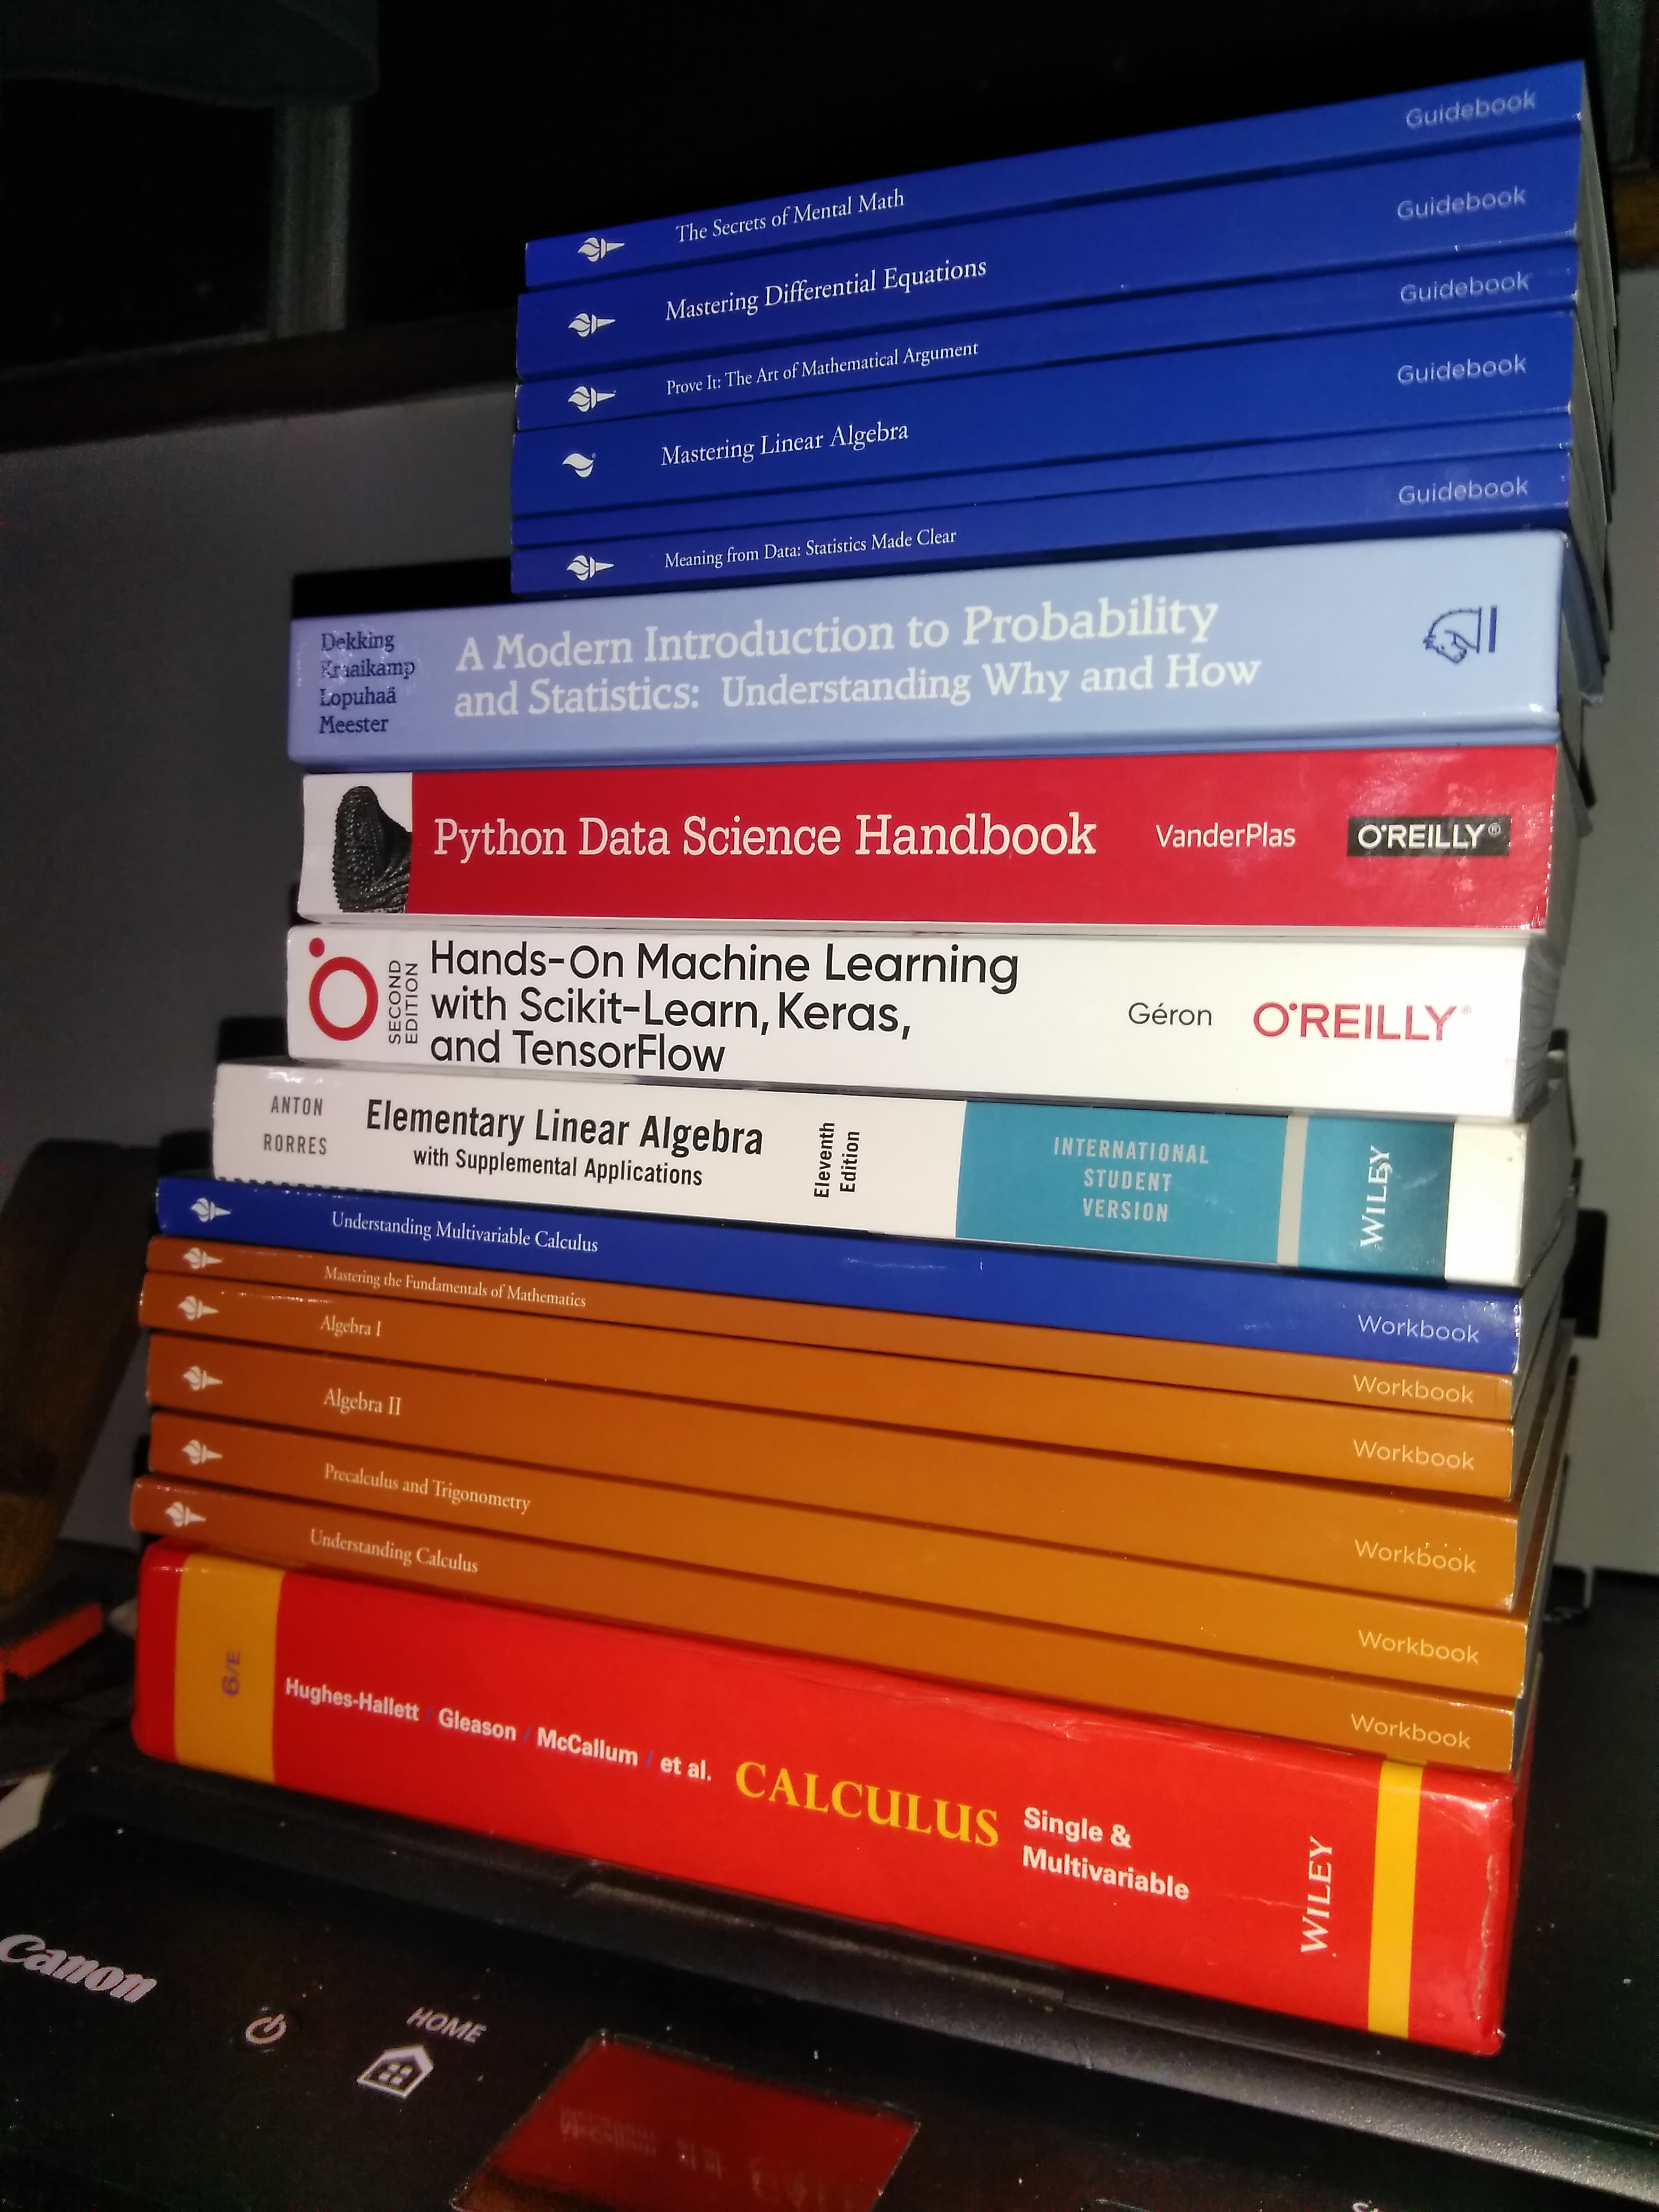 The Secrets of Mental Math
Guidebook
Mastering Differential Equations
Guidebook
Prove It: The Art of Mathematical Argument
Guidebook
Mastering Linear Algebra
Guidebook
Meaning from Data: Statistics Made Clear
Guidebook
Dekking
Kraaikamp
Lopuhaä
Meester
A Modern Introduction to Probability
and Statistics: Understanding Why and How
Python Data Science Handbook
VanderPlas
O'REILLY®
SECOND
EDITION
Hands-On Machine Learning
with Scikit-Learn, Keras,
and TensorFlow
Géron
O'REILLY®
ANTON
RORRES
Elementary Linear Algebra
with Supplemental Applications
Eleventh
Edition
INTERNATIONAL
STUDENT
VERSION
WILEY
Understanding Multivariable Calculus
Workbook
Mastering the Fundamentals of Mathematics
Workbook
Algebra I
Workbook
Algebra II
Workbook
Precalculus and Trigonometry
Workbook
Understanding Calculus
Workbook
6/E
Hughes-Hallett / Gleason / McCallum / et al.
CALCULUS
Single &
Multivariable
WILEY
Canon
HOME